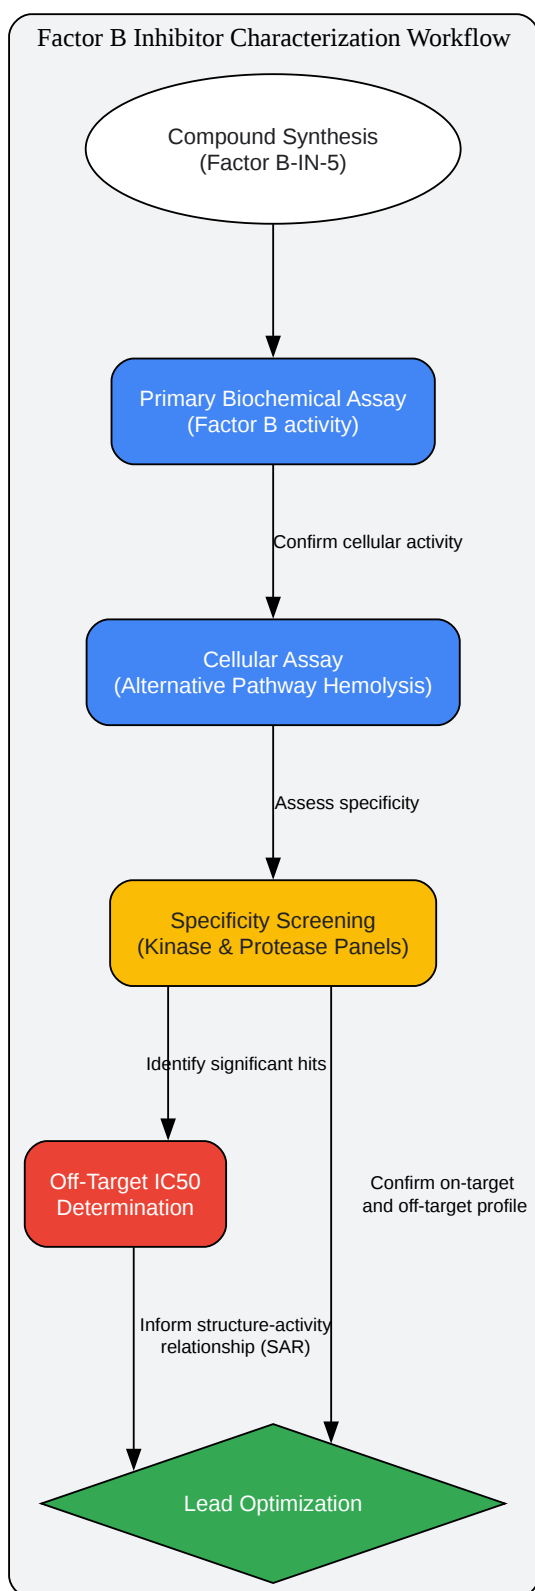 Factor B Inhibitor Characterization Workflow
Compound Synthesis
(Factor B-IN-5)
Primary Biochemical Assay
(Factor B activity)
Confirm cellular activity
Cellular Assay
(Alternative Pathway Hemolysis)
Assess specificity
Specificity Screening
(Kinase & Protease Panels)
Identify significant hits
Off-Target IC50
Determination
Confirm on-target
and off-target profile
Inform structure-activity
relationship (SAR)
Lead Optimization